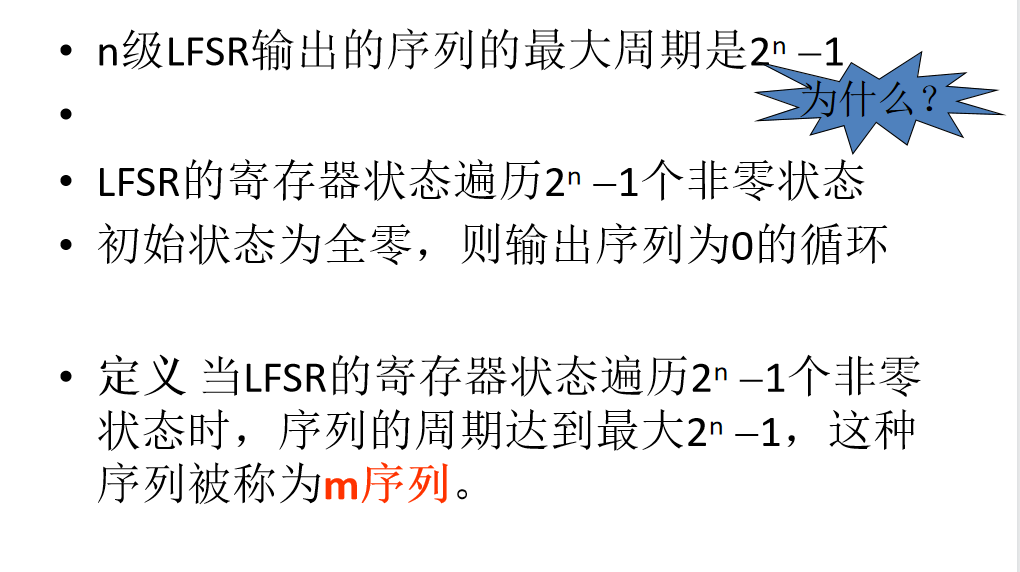 • n级LFSR输出的序列的最大周期是2ⁿ –1
为什么？
•
• LFSR的寄存器状态遍历2ⁿ –1个非零状态
• 初始状态为全零，则输出序列为0的循环
• 定义 当LFSR的寄存器状态遍历2ⁿ –1个非零
状态时，序列的周期达到最大2ⁿ –1，这种
序列被称为m序列。